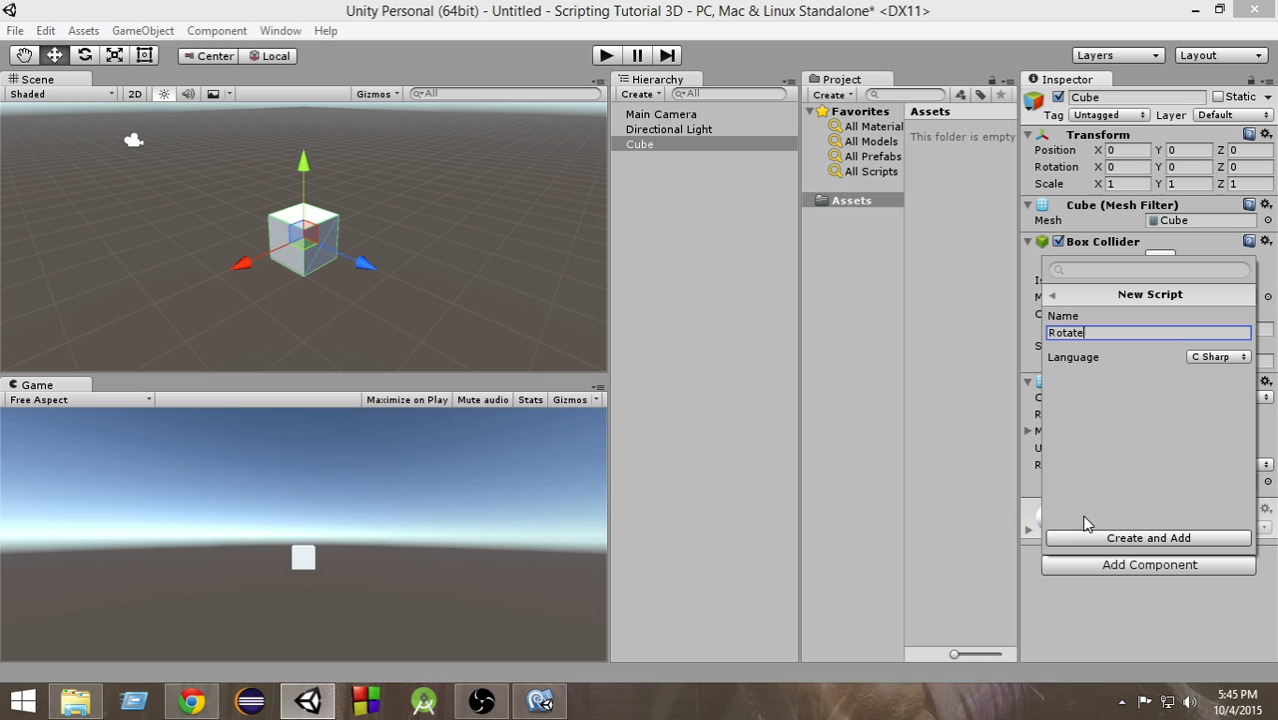 Unity Personal (64bit) - Untitled - Scripting Tutorial 3D - PC, Mac & Linux Standalone* <DX11>
File Edit Assets GameObject Component Window Help
Center Local Layers Layout
Scene
Shaded 2D Gizmos All
Hierarchy
Create All
Main Camera
Directional Light
Cube
Project
Create
Favorites
All Material
All Models
All Prefabs
All Scripts
Assets
Assets
This folder is empty
Inspector
Cube Static
Tag Untagged Layer Default
Transform
Position X 0 Y 0 Z 0
Rotation X 0 Y 0 Z 0
Scale X 1 Y 1 Z 1
Cube (Mesh Filter)
Mesh Cube
Box Collider
New Script
Name
Rotate
Language C Sharp
Create and Add
Add Component
Game
Free Aspect Maximize on Play Mute audio Stats Gizmos
5:45 PM
10/4/2015